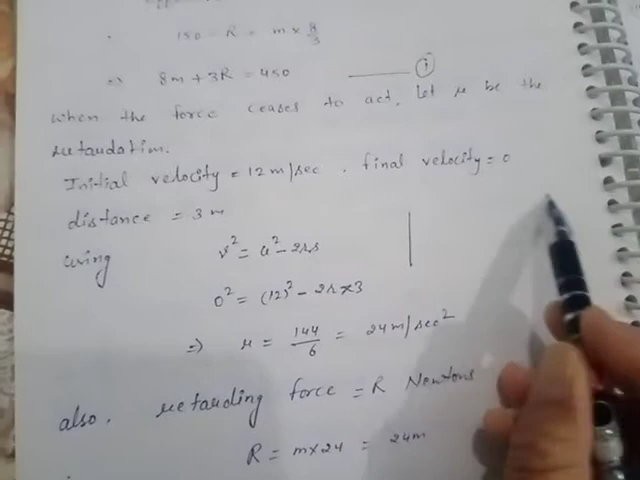 150 - R = m × 8/3
⇒ 8m + 3R = 450 ——— (i)
when the force ceases to act. Let r be the
retardation.
Initial velocity = 12 m/sec . final velocity = 0
distance = 3 m
using v² = u² - 2rs
0² = (12)² - 2r×3
⇒ r = 144/6 = 24 m/sec²
also, retarding force = R Newtons
R = m×24 = 24m